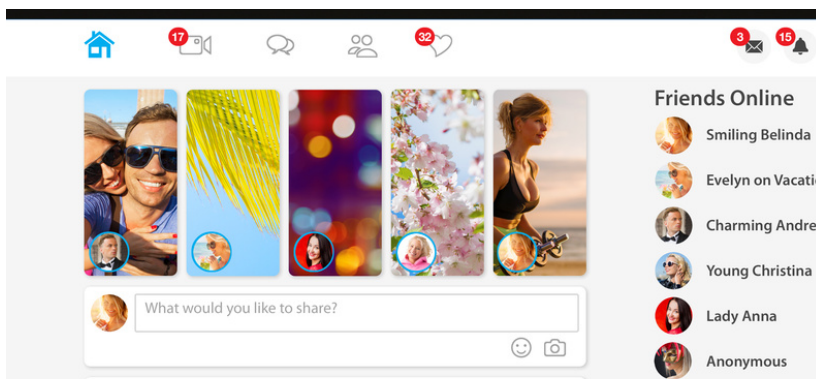 17
32
3
15
Friends Online
Smiling Belinda
Evelyn on Vacati
Charming Andre
Young Christina
What would you like to share?
Lady Anna
Anonymous